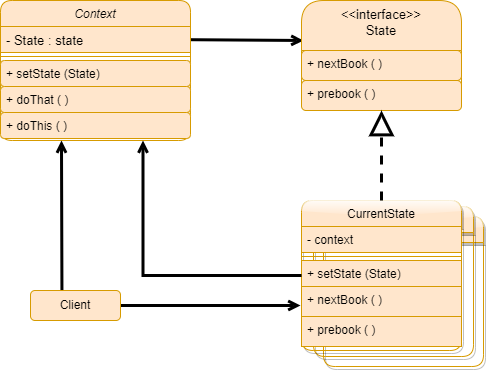 Context
- State : state
+ setState (State)
+ doThat ( )
+ doThis ( )
<<interface>>
State
+ nextBook ( )
+ prebook ( )
CurrentState
- context
+ setState (State)
+ nextBook ( )
+ prebook ( )
Client